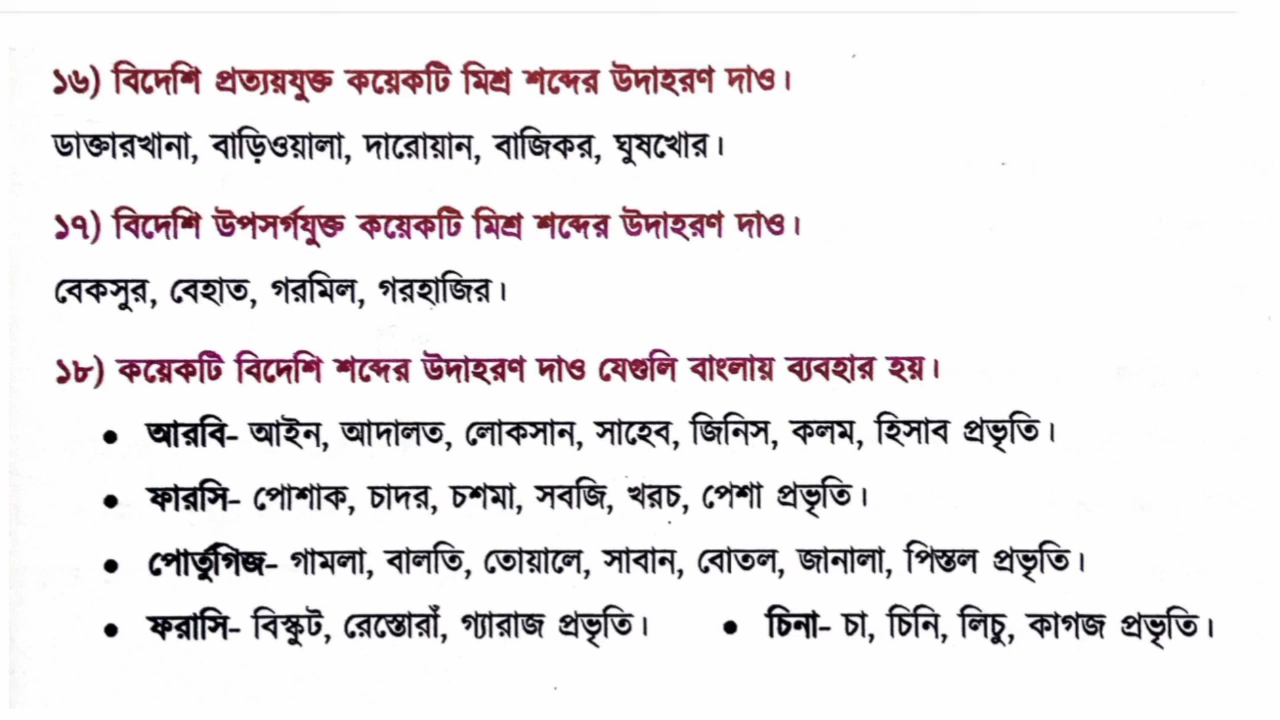 ১৬) বিদেশি প্রত্যয়যুক্ত কয়েকটি মিশ্র শব্দের উদাহরণ দাও।
ডাক্তারখানা, বাড়িওয়ালা, দারোয়ান, বাজিকর, ঘুষখোর।
১৭) বিদেশি উপসর্গযুক্ত কয়েকটি মিশ্র শব্দের উদাহরণ দাও।
বেকসুর, বেহাত, গরমিল, গরহাজির।
১৮) কয়েকটি বিদেশি শব্দের উদাহরণ দাও যেগুলি বাংলায় ব্যবহার হয়।
• আরবি- আইন, আদালত, লোকসান, সাহেব, জিনিস, কলম, হিসাব প্রভৃতি।
• ফারসি- পোশাক, চাদর, চশমা, সবজি, খরচ, পেশা প্রভৃতি।
• পোর্তুগিজ- গামলা, বালতি, তোয়ালে, সাবান, বোতল, জানালা, পিস্তল প্রভৃতি।
• ফরাসি- বিস্কুট, রেস্তোরাঁ, গ্যারাজ প্রভৃতি। • চিনা- চা, চিনি, লিচু, কাগজ প্রভৃতি।